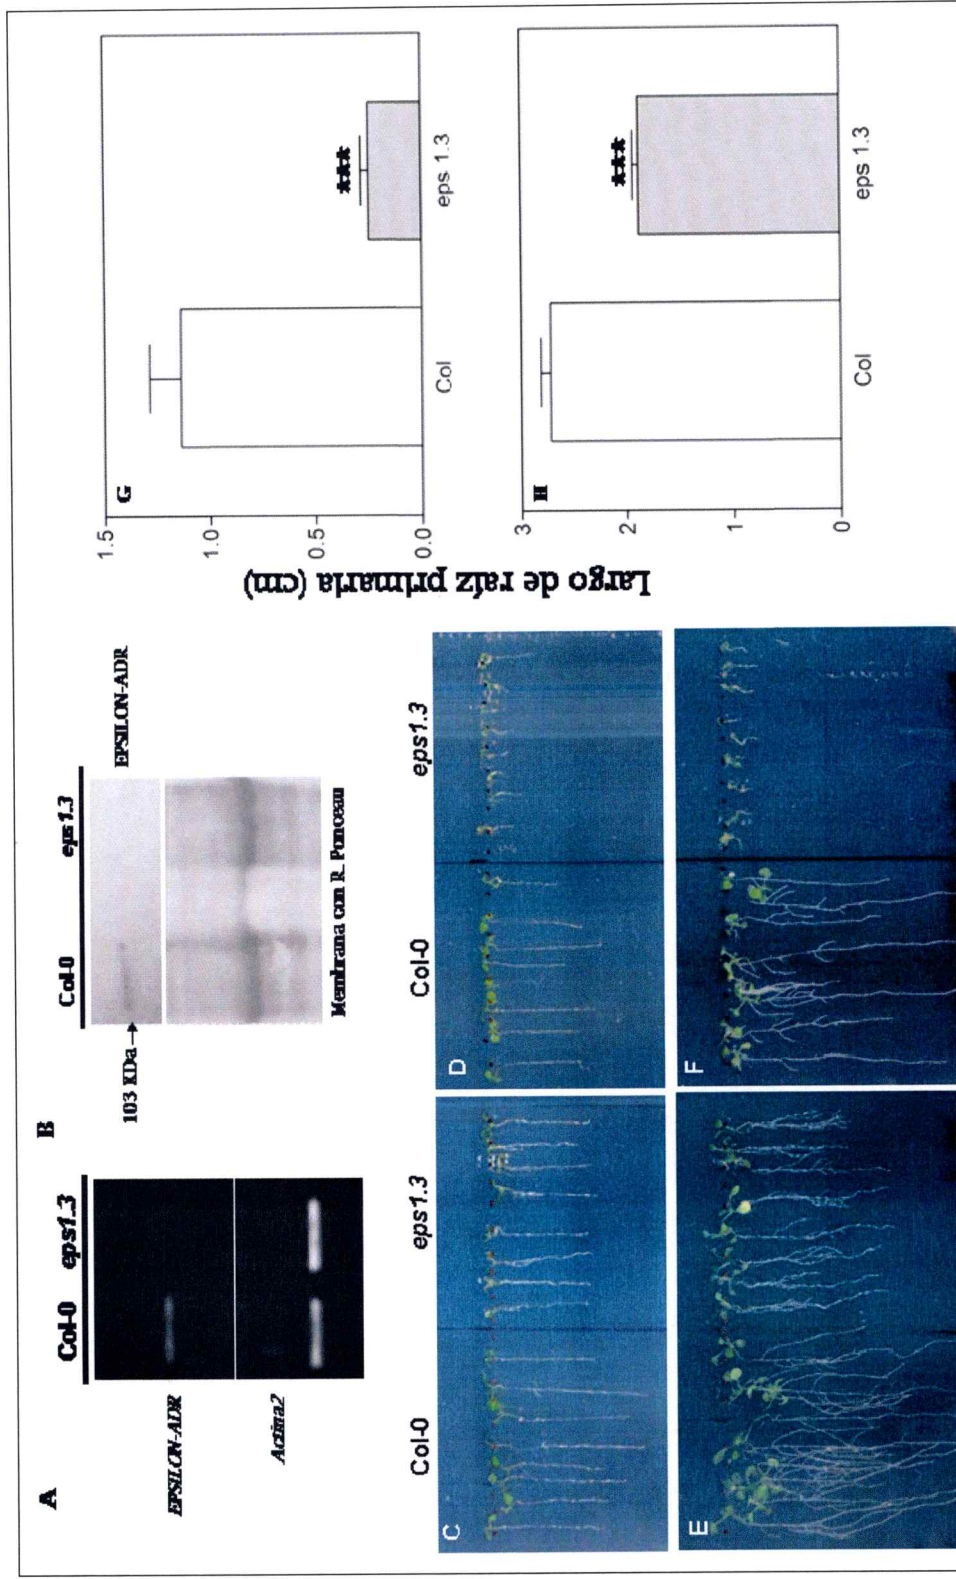 A
Col-0 eps1.3
EPSILON-ADR
Actina2
B
Col-0 eps1.3
103 KDa→
EPSILON-ADR
Membrana con R. Ponceau
Col-0 eps1.3 Col-0 eps1.3
C
D
E
F
Largo de raíz primaria (cm)
G
1.5
1.0
0.5
0.0
***
Col eps 1.3
H
3
2
1
0
***
Col eps 1.3